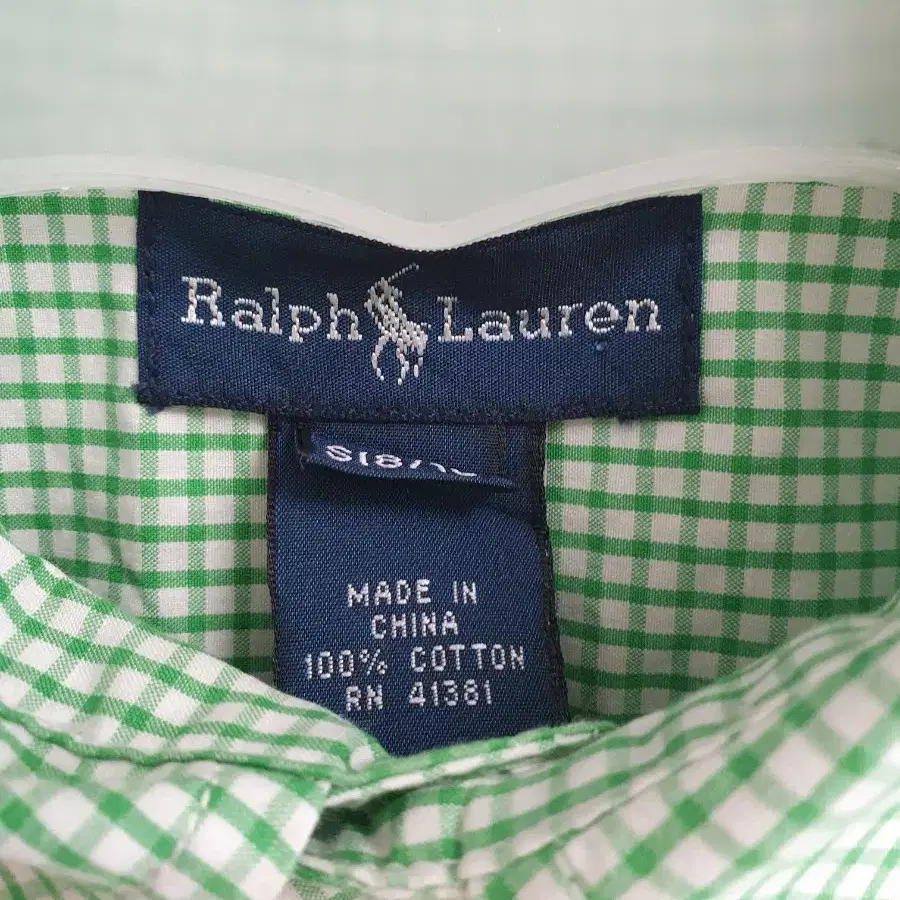 Ralph Lauren
MADE IN
CHINA
100% COTTON
RN 41381